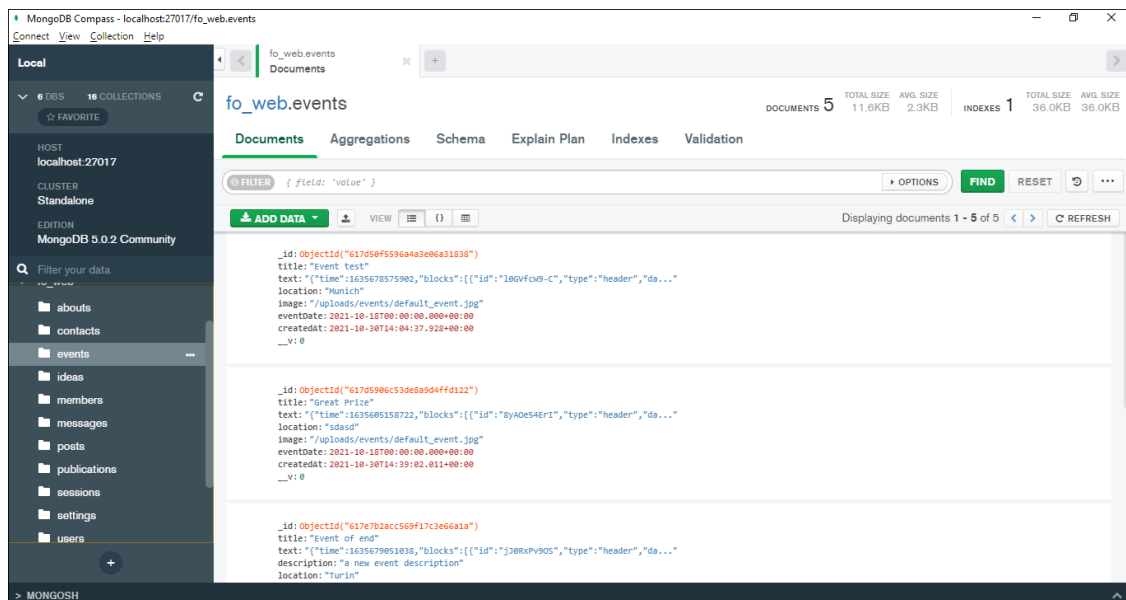 MongoDB Compass - localhost:27017/fo_web.events
Connect View Collection Help
Local
6 DBS 16 COLLECTIONS
☆ FAVORITE
HOST
localhost:27017
CLUSTER
Standalone
EDITION
MongoDB 5.0.2 Community
Filter your data
fo_web
abouts
contacts
events
ideas
members
messages
posts
publications
sessions
settings
users
+
fo_web.events
Documents
+
fo_web.events
DOCUMENTS 5 TOTAL SIZE 11.6KB AVG. SIZE 2.3KB INDEXES 1 TOTAL SIZE 36.0KB AVG. SIZE 36.0KB
Documents Aggregations Schema Explain Plan Indexes Validation
FILTER { field: 'value' } OPTIONS FIND RESET ...
ADD DATA VIEW {} Displaying documents 1 - 5 of 5 < > REFRESH
_id: ObjectId("617d50f5596a4a3e06a31838")
title: "Event test"
text: "{"time":1635678575902,"blocks":[{"id":"l0GVfcW9-C","type":"header","da..."
location: "Munich"
image: "/uploads/events/default_event.jpg"
eventDate: 2021-10-18T00:00:00.000+00:00
createdAt: 2021-10-30T14:04:37.928+00:00
__v: 0
_id: ObjectId("617d5906c53de8a9d4ffd122")
title: "Great Prize"
text: "{"time":1635605158722,"blocks":[{"id":"8yAOe54ErI","type":"header","da..."
location: "sdasd"
image: "/uploads/events/default_event.jpg"
eventDate: 2021-10-18T00:00:00.000+00:00
createdAt: 2021-10-30T14:39:02.011+00:00
__v: 0
_id: ObjectId("617e7b2acc569f17c3e66a1a")
title: "Event of end"
text: "{"time":1635679051038,"blocks":[{"id":"jJ0RxPv9OS","type":"header","da..."
description: "a new event description"
location: "Turin"
> MONGOSH